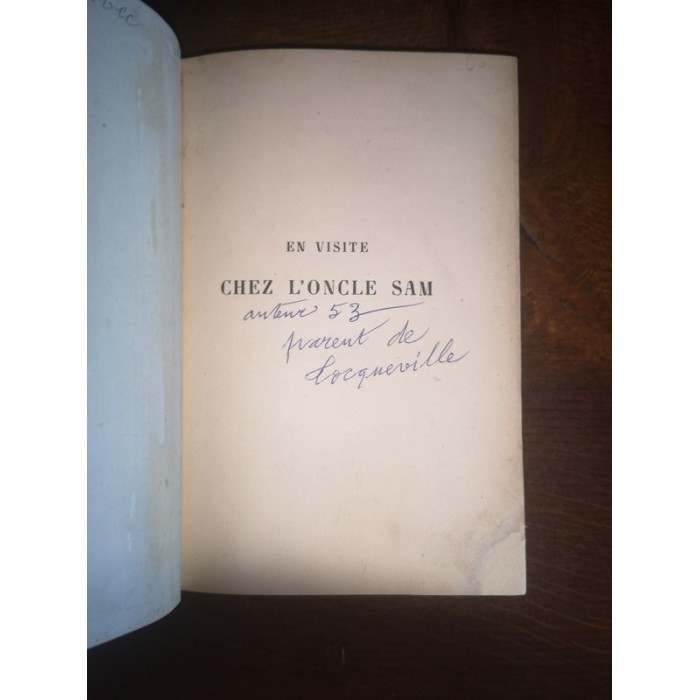 EN VISITE
CHEZ L'ONCLE SAM
auteur 53
parent de
Tocqueville